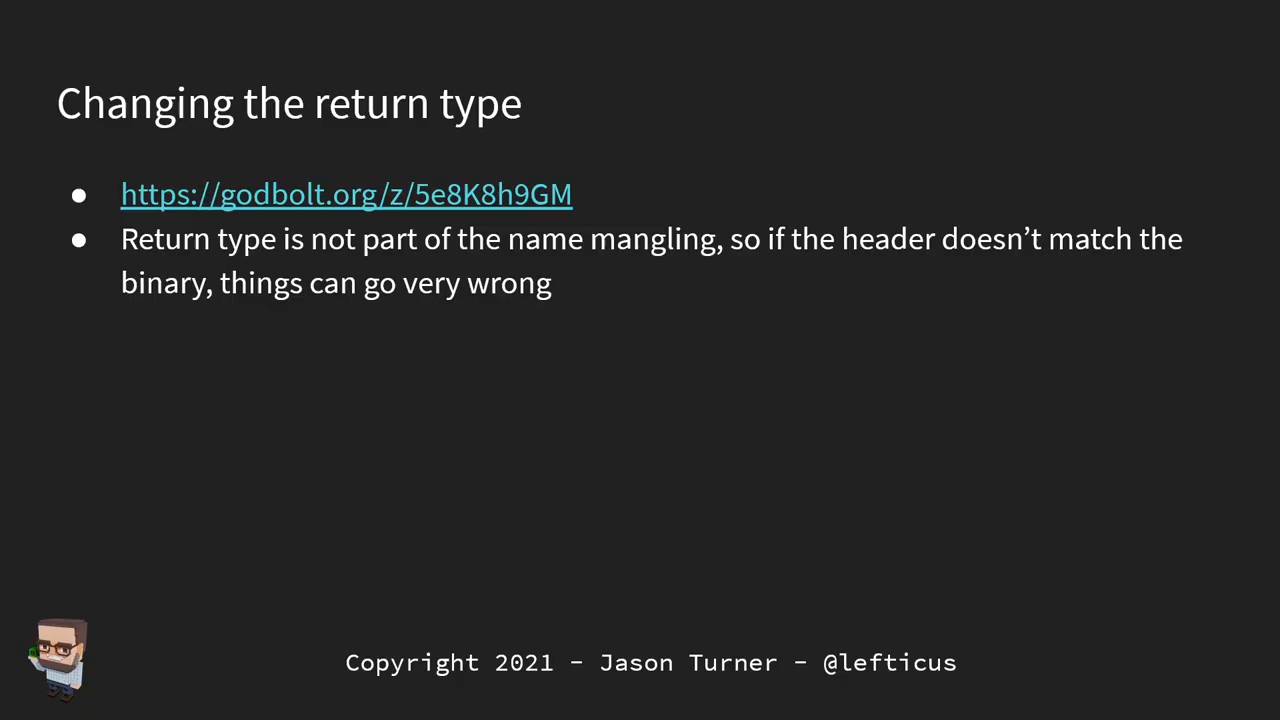 Changing the return type
● https://godbolt.org/z/5e8K8h9GM
● Return type is not part of the name mangling, so if the header doesn’t match the
binary, things can go very wrong
Copyright 2021 - Jason Turner - @lefticus